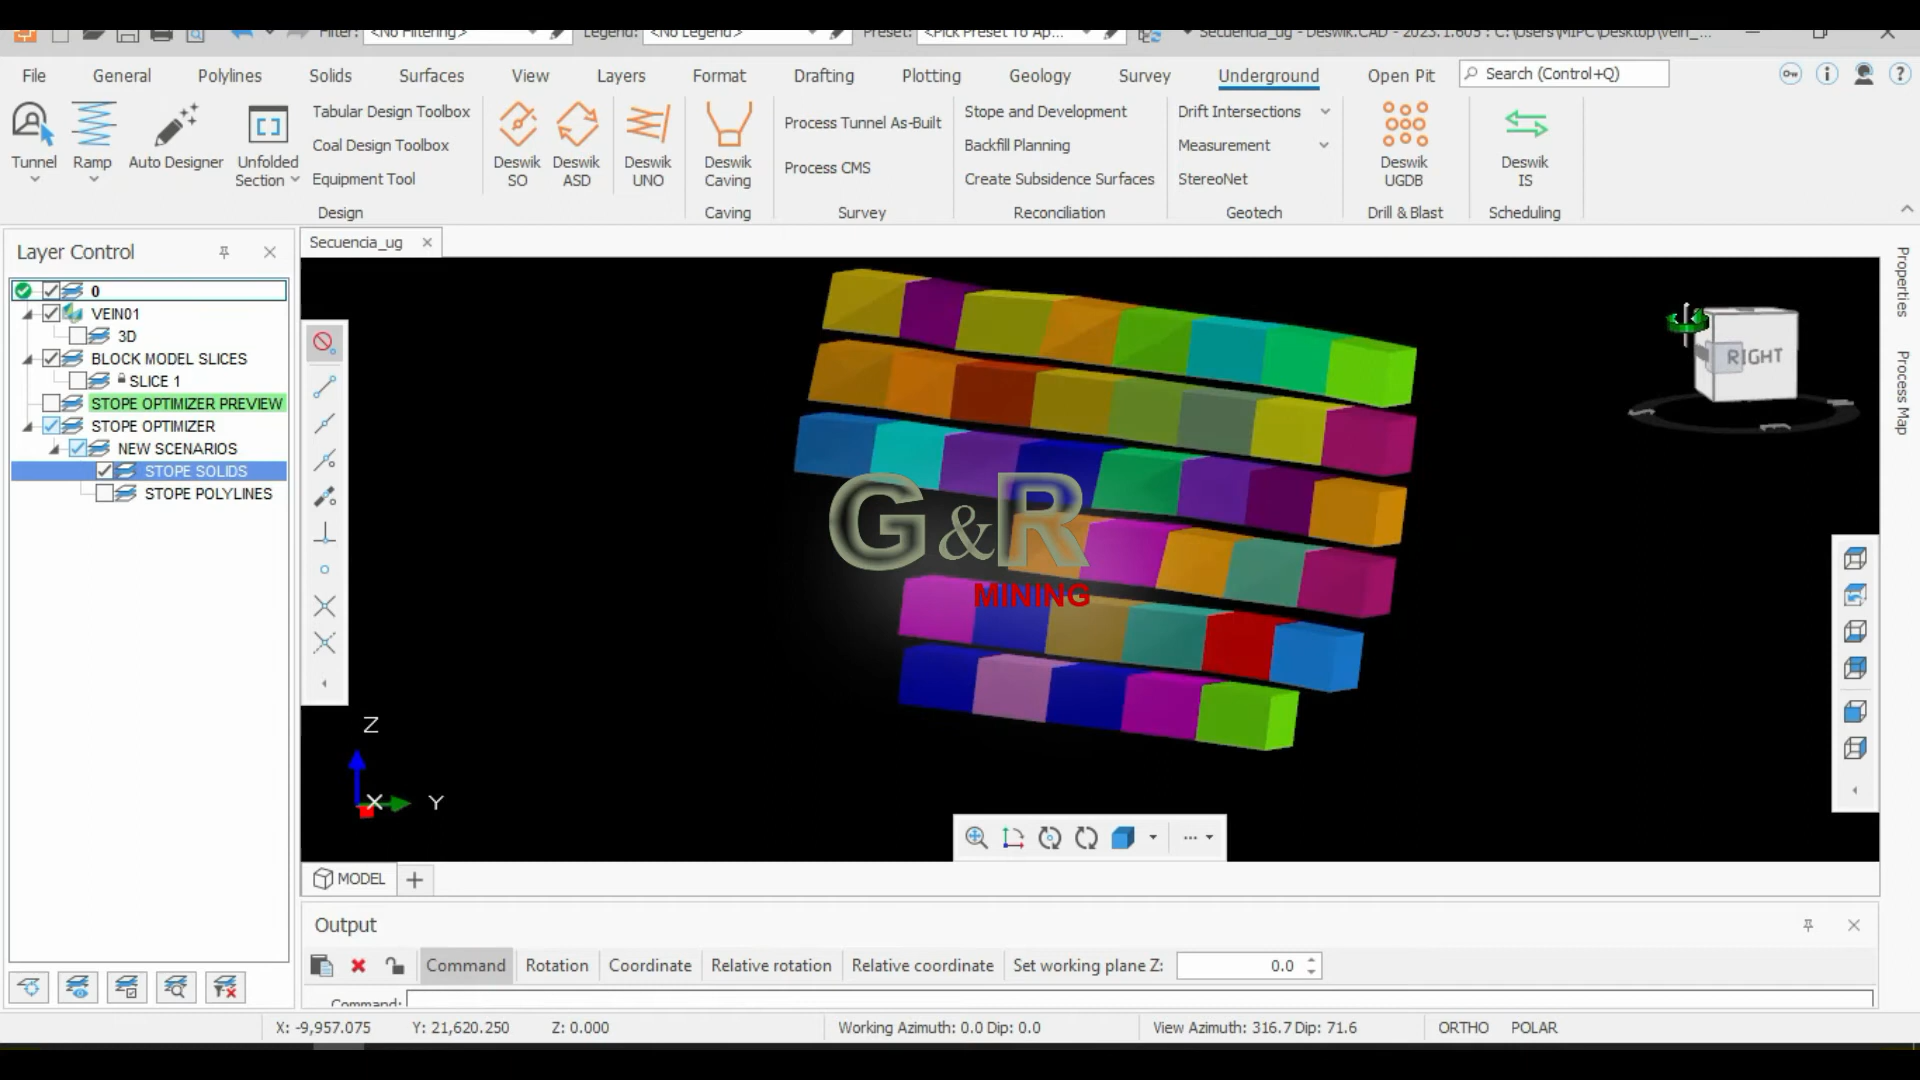 Filter: <No Filtering> Legend: <No Legend> Preset: <Pick Preset To Ap... Secuencia_ug - Deswik.CAD - 2023.1.605 : C:\Users\MIPC\Desktop\vein_...
File General Polylines Solids Surfaces View Layers Format Drafting Plotting Geology Survey Underground Open Pit Search (Control+Q)
Tunnel
Ramp
Auto Designer
Unfolded
Section
Tabular Design Toolbox
Coal Design Toolbox
Equipment Tool
Design
Deswik
SO
Deswik
ASD
Deswik
UNO
Deswik
Caving
Caving
Process Tunnel As-Built
Process CMS
Survey
Stope and Development
Backfill Planning
Create Subsidence Surfaces
Reconciliation
Drift Intersections
Measurement
StereoNet
Geotech
Deswik
UGDB
Drill & Blast
Deswik
IS
Scheduling
Layer Control
0
VEIN01
3D
BLOCK MODEL SLICES
SLICE 1
STOPE OPTIMIZER PREVIEW
STOPE OPTIMIZER
NEW SCENARIOS
STOPE SOLIDS
STOPE POLYLINES
Secuencia_ug
RIGHT
G&R
MINING
Z
X
Y
Properties
Process Map
MODEL
Output
Command Rotation Coordinate Relative rotation Relative coordinate Set working plane Z: 0.0
Command:
X: -9,957.075 Y: 21,620.250 Z: 0.000 Working Azimuth: 0.0 Dip: 0.0 View Azimuth: 316.7 Dip: 71.6 ORTHO POLAR